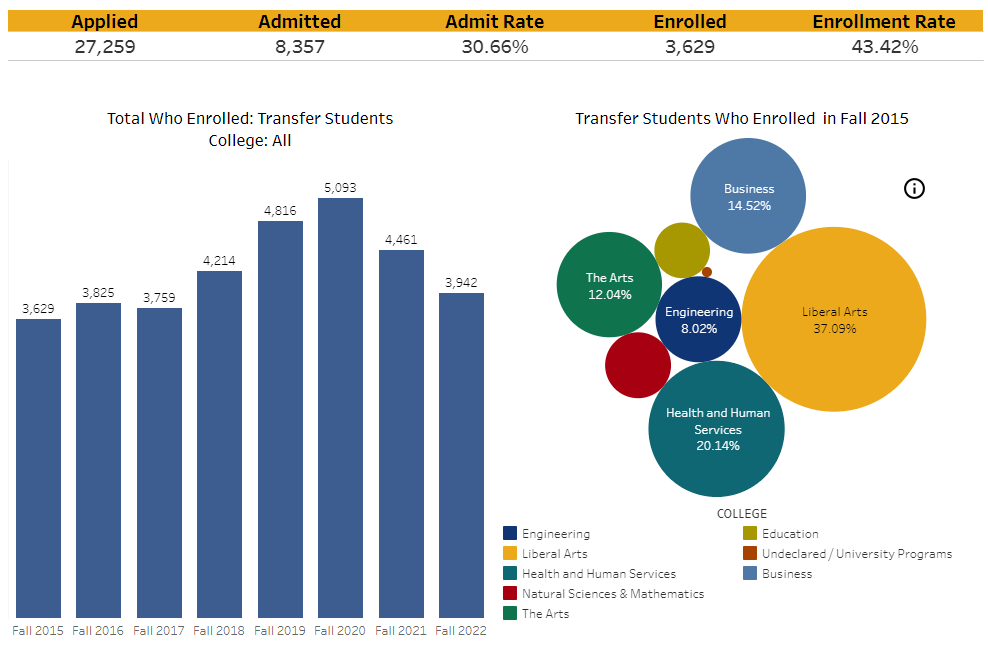 Applied Admitted Admit Rate Enrolled Enrollment Rate
27,259 8,357 30.66% 3,629 43.42%
Total Who Enrolled: Transfer Students
College: All
3,629
3,825
3,759
4,214
4,816
5,093
4,461
3,942
Fall 2015 Fall 2016 Fall 2017 Fall 2018 Fall 2019 Fall 2020 Fall 2021 Fall 2022
Transfer Students Who Enrolled in Fall 2015
i
Business
14.52%
The Arts
12.04%
Engineering
8.02%
Liberal Arts
37.09%
Health and Human
Services
20.14%
COLLEGE
Engineering
Liberal Arts
Health and Human Services
Natural Sciences & Mathematics
The Arts
Education
Undeclared / University Programs
Business